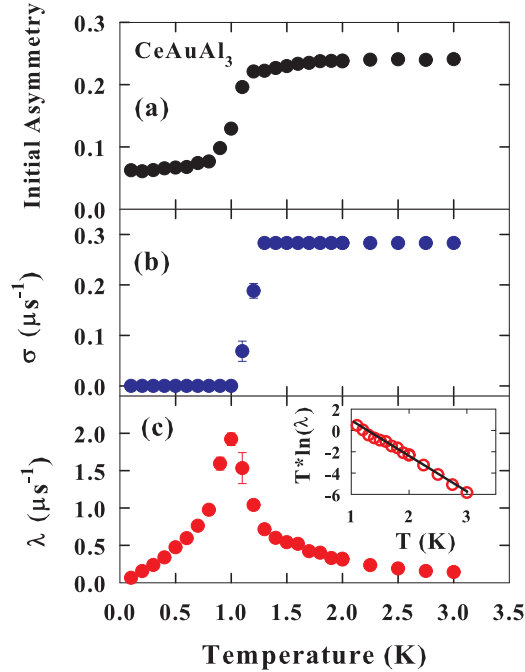 0.3
CeAuAl3
0.2
Initial Asymmetry
(a)
0.1
0.0
0.3
(b)
0.2
σ (μs⁻¹)
0.1
0.0
2.0
(c)
1.5
λ (μs⁻¹)
1.0
0.5
0.0
2
0
-2
-4
-6
T*ln(λ)
1 2 3
T (K)
0.0 0.5 1.0 1.5 2.0 2.5 3.0 3.5
Temperature (K)